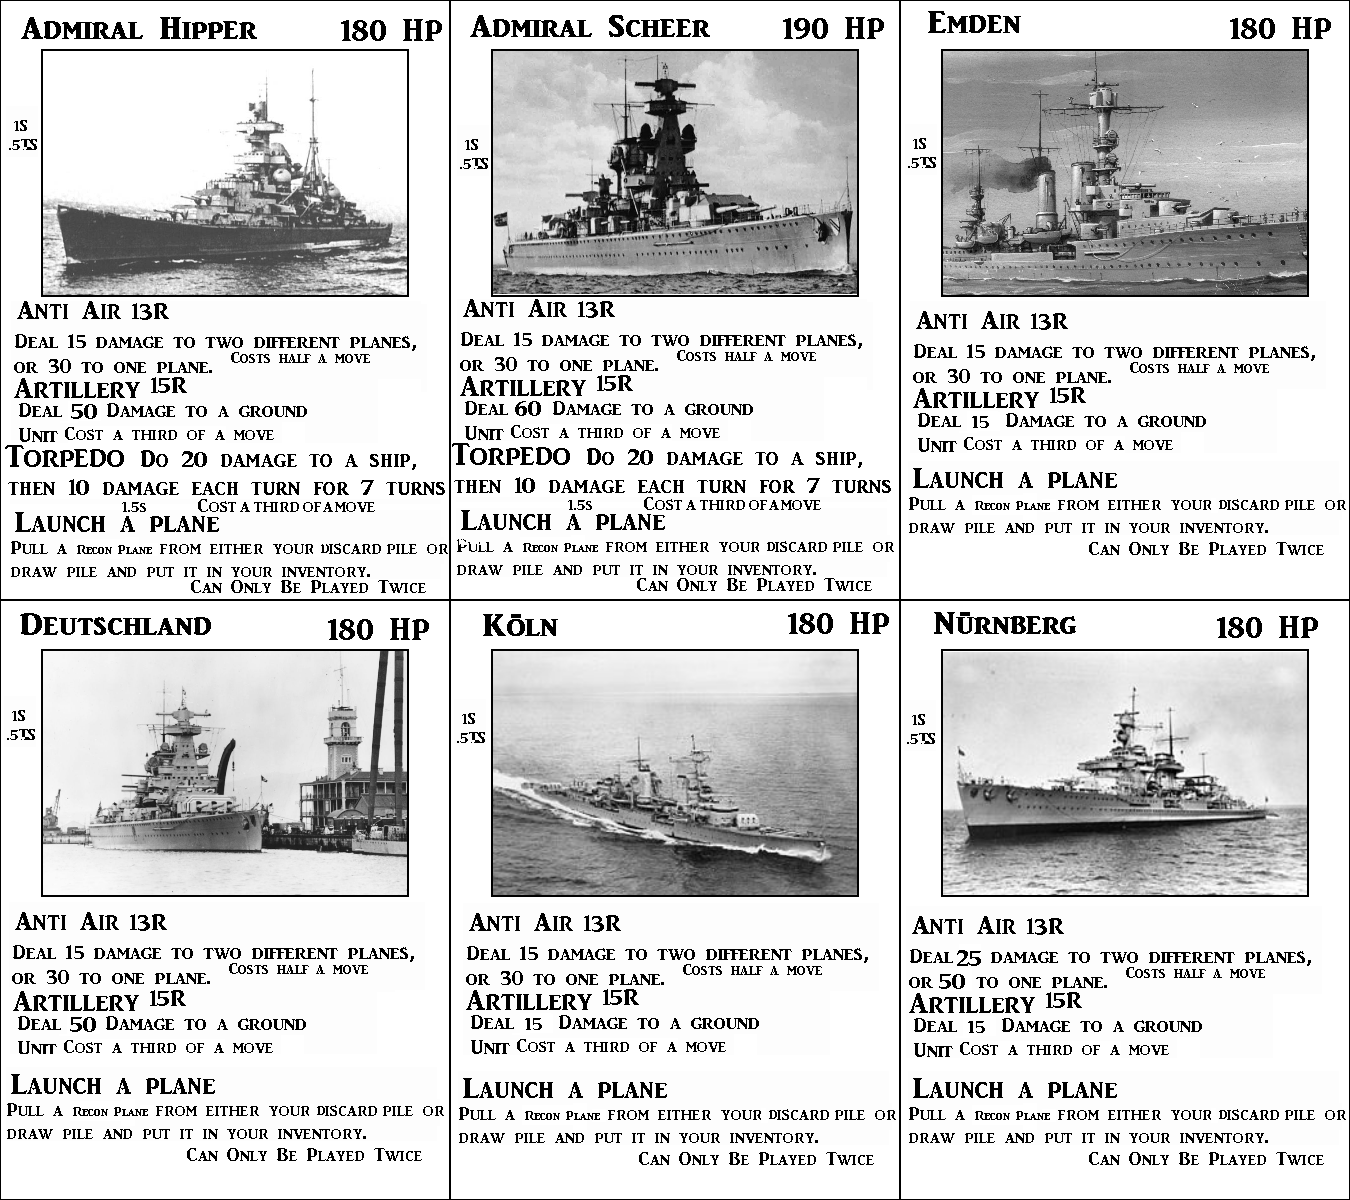 Admiral Hipper 180 HP
1S
.5TS
Anti Air 13R
Deal 15 damage to two different planes,
or 30 to one plane. Costs half a move
Artillery 15R
Deal 50 Damage to a ground
Unit Cost a third of a move
Torpedo Do 20 damage to a ship,
then 10 damage each turn for 7 turns
1.5s Cost a third of a move
Launch a plane
Pull a Recon Plane from either your discard pile or
draw pile and put it in your inventory.
Can Only Be Played Twice
Admiral Scheer 190 HP
1S
.5TS
Anti Air 13R
Deal 15 damage to two different planes,
or 30 to one plane. Costs half a move
Artillery 15R
Deal 60 Damage to a ground
Unit Cost a third of a move
Torpedo Do 20 damage to a ship,
then 10 damage each turn for 7 turns
1.5s Cost a third of a move
Launch a plane
Pull a Recon Plane from either your discard pile or
draw pile and put it in your inventory.
Can Only Be Played Twice
Emden 180 HP
1S
.5TS
Anti Air 13R
Deal 15 damage to two different planes,
or 30 to one plane. Costs half a move
Artillery 15R
Deal 15 Damage to a ground
Unit Cost a third of a move
Launch a plane
Pull a Recon Plane from either your discard pile or
draw pile and put it in your inventory.
Can Only Be Played Twice
Deutschland 180 HP
1S
.5TS
Anti Air 13R
Deal 15 damage to two different planes,
or 30 to one plane. Costs half a move
Artillery 15R
Deal 50 Damage to a ground
Unit Cost a third of a move
Launch a plane
Pull a Recon Plane from either your discard pile or
draw pile and put it in your inventory.
Can Only Be Played Twice
Kōln 180 HP
1S
.5TS
Anti Air 13R
Deal 15 damage to two different planes,
or 30 to one plane. Costs half a move
Artillery 15R
Deal 15 Damage to a ground
Unit Cost a third of a move
Launch a plane
Pull a Recon Plane from either your discard pile or
draw pile and put it in your inventory.
Can Only Be Played Twice
Nūrnberg 180 HP
1S
.5TS
Anti Air 13R
Deal 25 damage to two different planes,
or 50 to one plane. Costs half a move
Artillery 15R
Deal 15 Damage to a ground
Unit Cost a third of a move
Launch a plane
Pull a Recon Plane from either your discard pile or
draw pile and put it in your inventory.
Can Only Be Played Twice